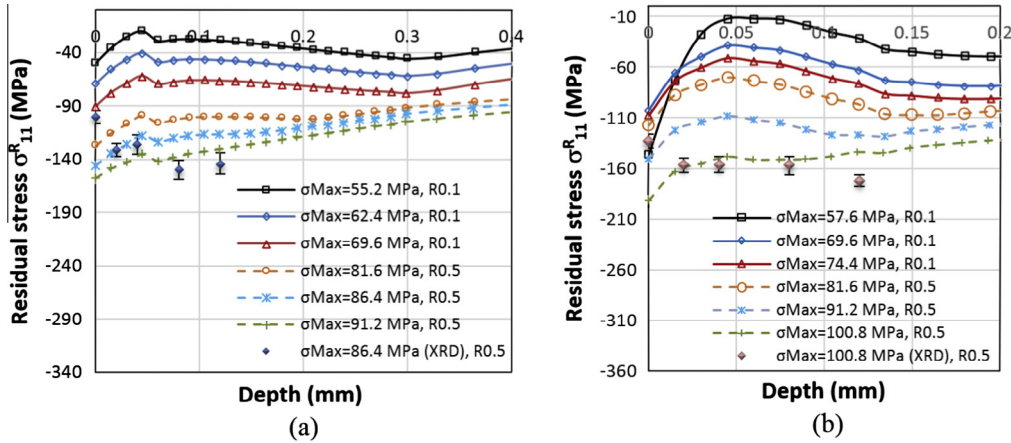 0 0.1 0.2 0.3 0.4
-40
-90
-140
-190
-240
-290
-340
Residual stress σR11 (MPa)
Depth (mm)
σMax=55.2 MPa, R0.1
σMax=62.4 MPa, R0.1
σMax=69.6 MPa, R0.1
σMax=81.6 MPa, R0.5
σMax=86.4 MPa, R0.5
σMax=91.2 MPa, R0.5
σMax=86.4 MPa (XRD), R0.5
(a)
-10
0 0.05 0.1 0.15 0.2
-60
-110
-160
-210
-260
-310
-360
Residual stress σR11 (MPa)
Depth (mm)
σMax=57.6 MPa, R0.1
σMax=69.6 MPa, R0.1
σMax=74.4 MPa, R0.1
σMax=81.6 MPa, R0.5
σMax=91.2 MPa, R0.5
σMax=100.8 MPa, R0.5
σMax=100.8 MPa (XRD), R0.5
(b)